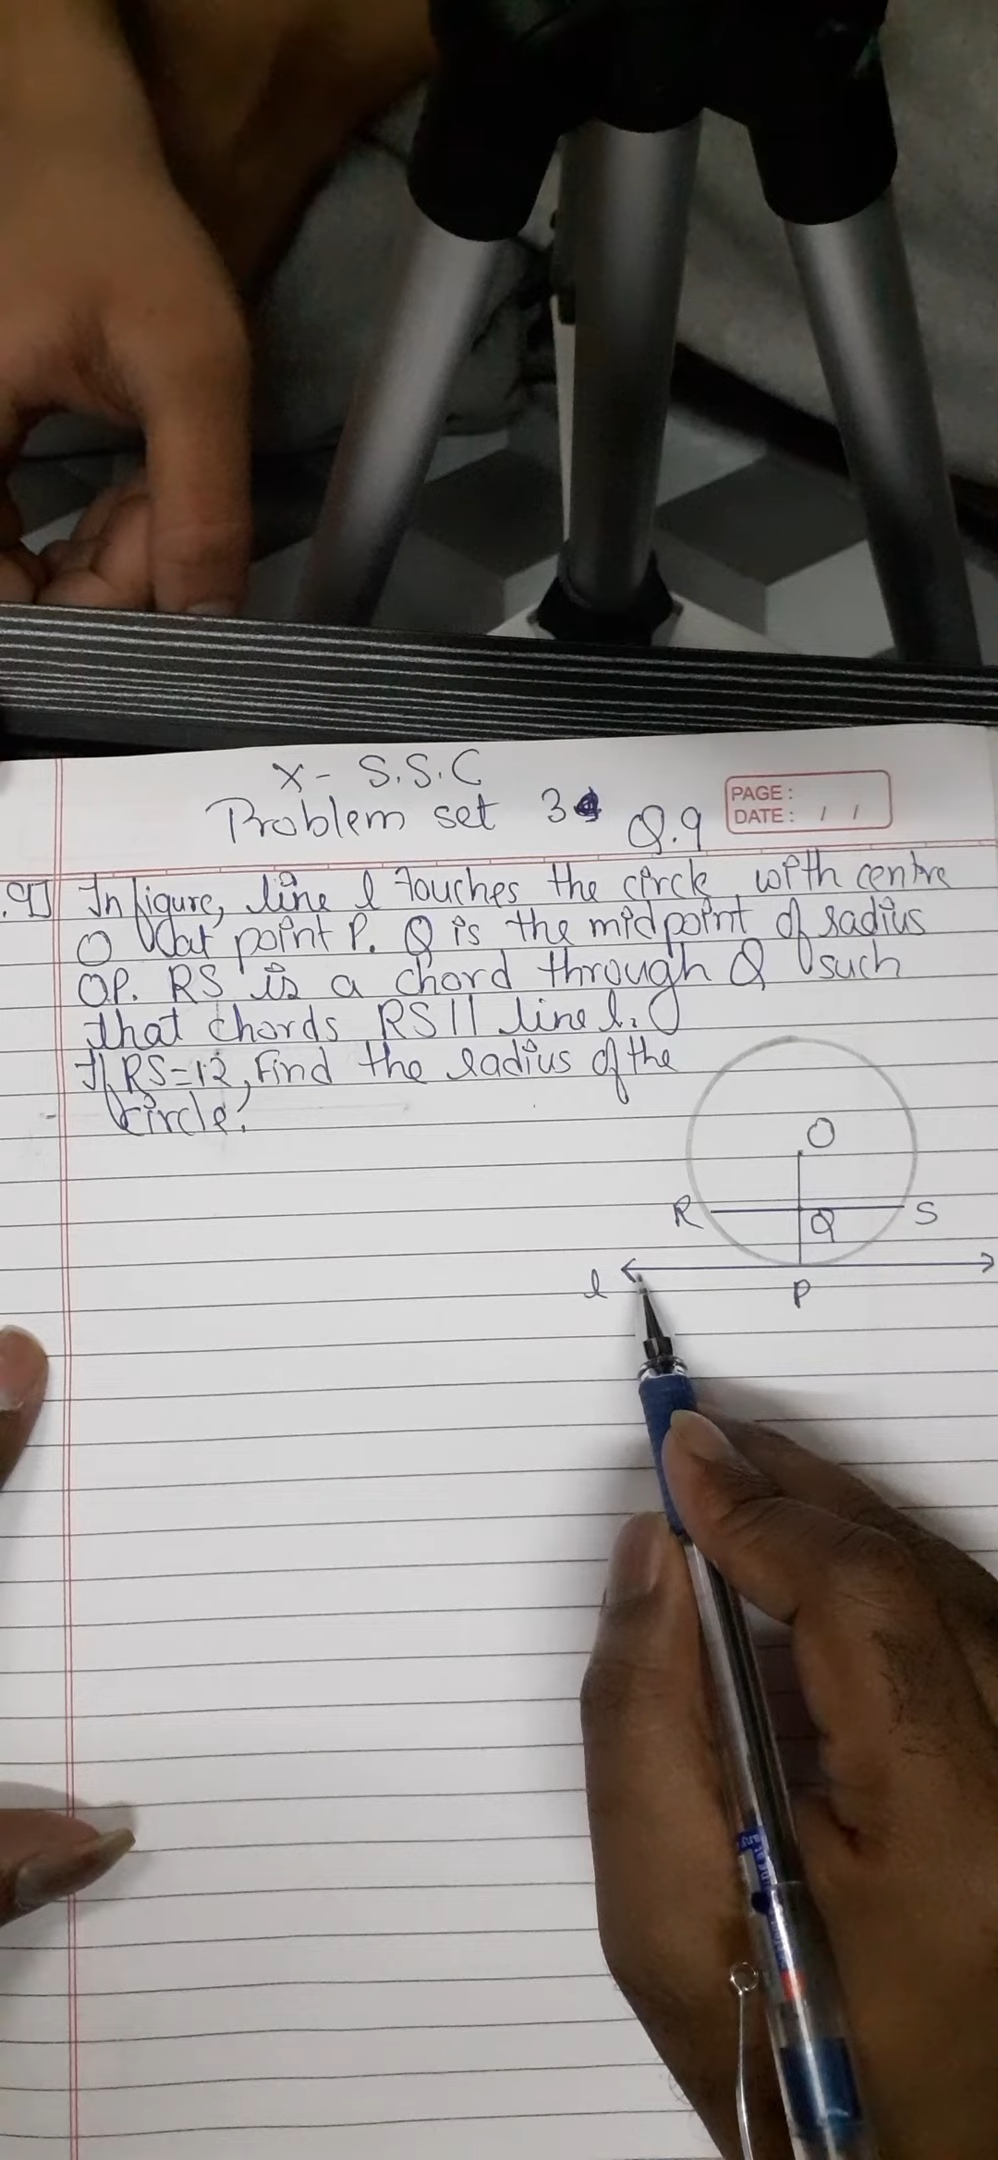 X- S.S.C
Problem set 3
Q.9
PAGE :
DATE : / /
.9] In figure, line l touches the circle with centre
O at point P. Q is the midpoint of radius
OP. RS is a chord through Q such
that chords RS || line l.
If RS=12, Find the radius of the
circle.
O
R
Q
S
l
P